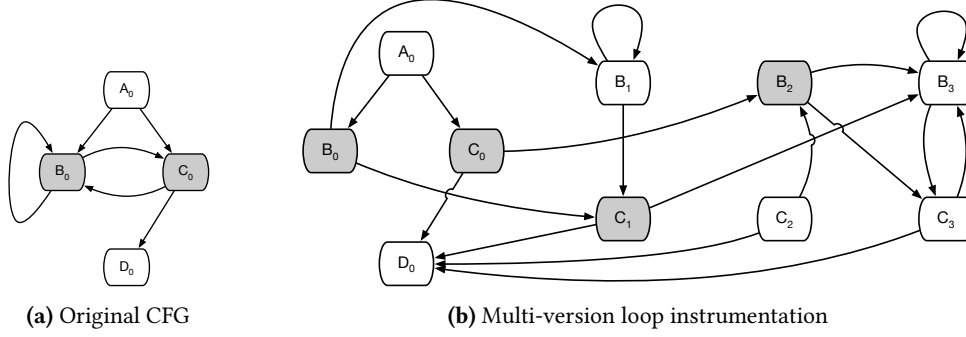 A₀
B₀
C₀
D₀
(a) Original CFG
A₀
B₁
B₂
B₃
B₀
C₀
C₁
C₂
C₃
D₀
(b) Multi-version loop instrumentation